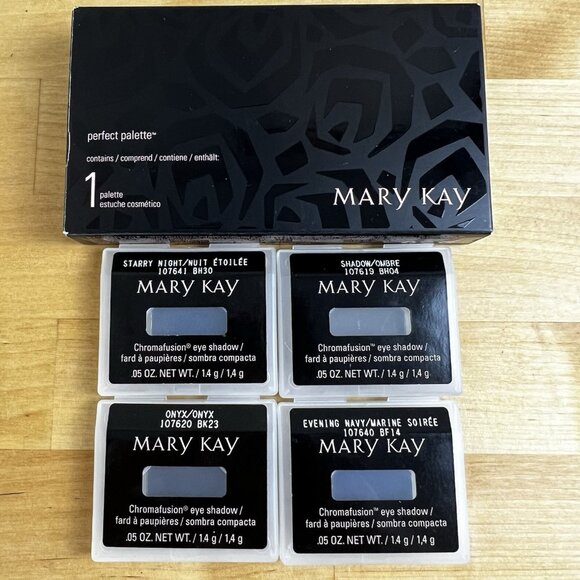 perfect palette™
contains / comprend / contiene / enthält:
1 palette
estuche cosmético
MARY KAY
STARRY NIGHT/NUIT ÉTOILÉE
107641 BH30
MARY KAY
Chromafusion® eye shadow /
fard à paupières / sombra compacta
.05 OZ. NET WT. / 1.4 g / 1,4 g
SHADOW/OMBRE
107619 BH04
MARY KAY
Chromafusion™ eye shadow /
fard à paupières / sombra compacta
.05 OZ. NET WT. / 1.4 g / 1,4 g
ONYX/ONYX
107620 BK23
MARY KAY
Chromafusion® eye shadow /
fard à paupières / sombra compacta
.05 OZ. NET WT. / 1.4 g / 1,4 g
EVENING NAVY/MARINE SOIRÉE
107640 BF14
MARY KAY
Chromafusion™ eye shadow /
fard à paupières / sombra compacta
.05 OZ. NET WT. / 1.4 g / 1,4 g